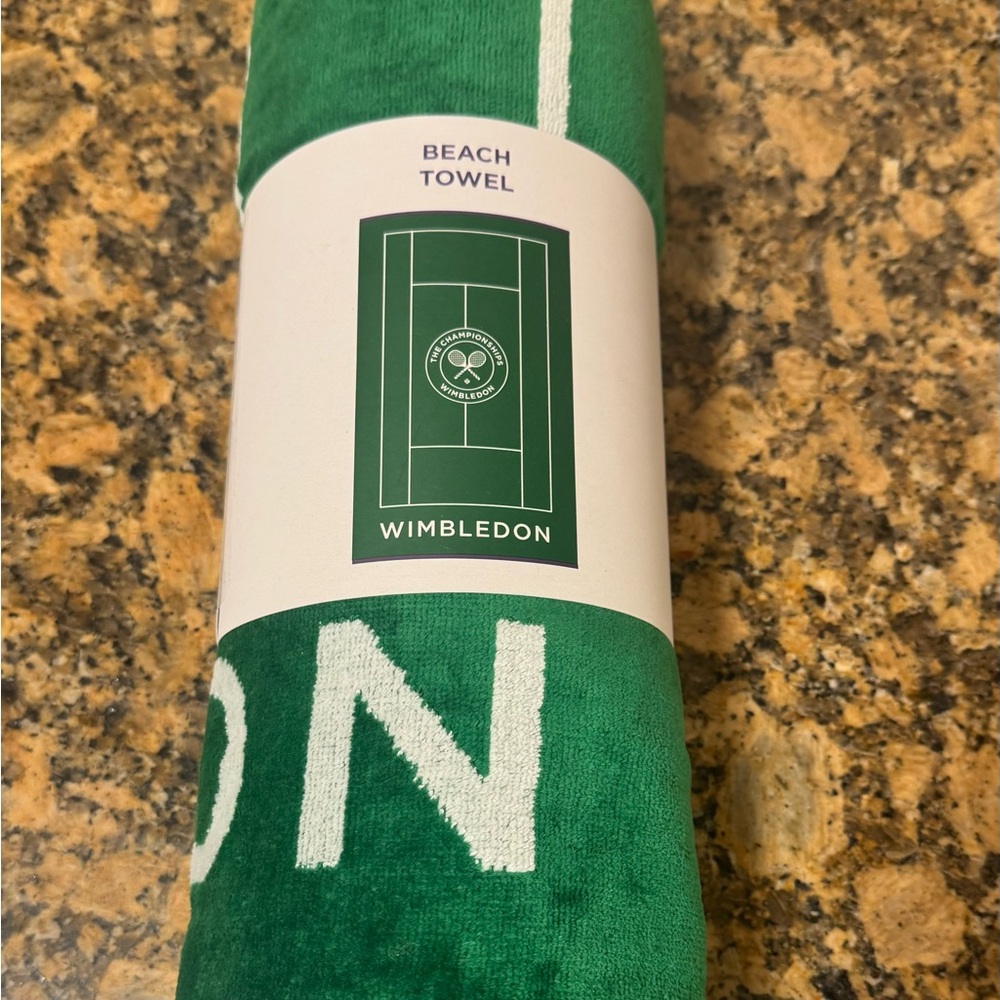 BEACH
TOWEL
THE CHAMPIONSHIPS
WIMBLEDON
WIMBLEDON
ON